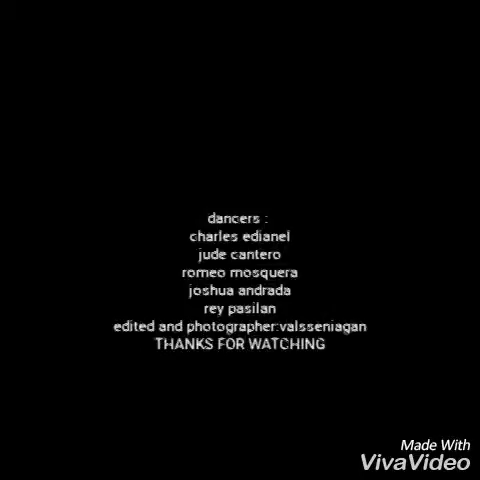 dancers :
charles edianel
jude cantero
romeo mosquera
joshua andrada
rey pasilan
edited and photographer:valsseniagan
THANKS FOR WATCHING
Made With
VivaVideo